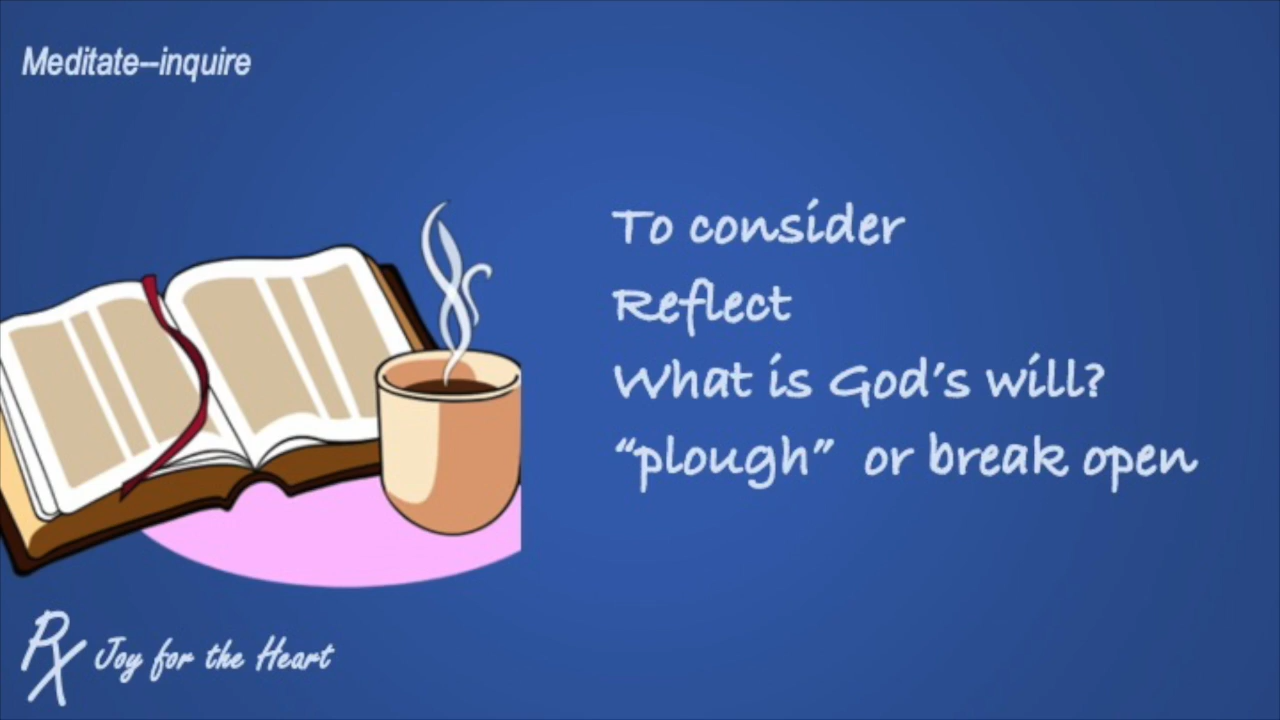 Meditate--inquire
To consider
Reflect
What is God's will?
“plough” or break open
Rx Joy for the Heart